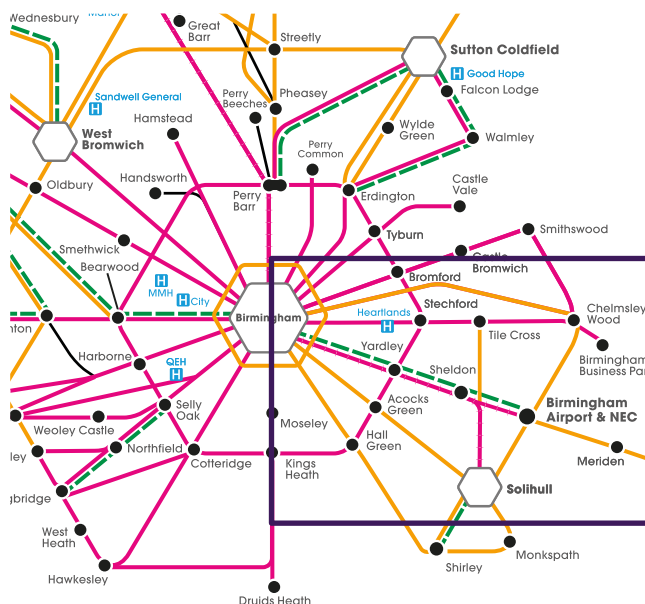 Wednesbury
Manor
Great
Barr
Streetly
Sutton Coldfield
H Good Hope
Falcon Lodge
Sandwell General
H
Perry
Beeches
Pheasey
Hamstead
Wylde
Green
Walmley
West
Bromwich
Perry
Common
Castle
Vale
Oldbury
Handsworth
Perry
Barr
Erdington
Smethwick
Tyburn
Smithswood
Bearwood
Castle
Bromwich
H
MMH
H City
Bromford
Birmingham
Heartlands
H
Stechford
Chelmsley
Wood
nton
Tile Cross
Yardley
Harborne
QEH
H
Sheldon
Birmingham
Business Par
Selly
Oak
Acocks
Green
Birmingham
Airport & NEC
Weoley Castle
Moseley
Hall
Green
ley
Northfield
Cotteridge
Kings
Heath
Meriden
gbridge
Solihull
West
Heath
Monkspath
Shirley
Hawkesley
Druids Heath